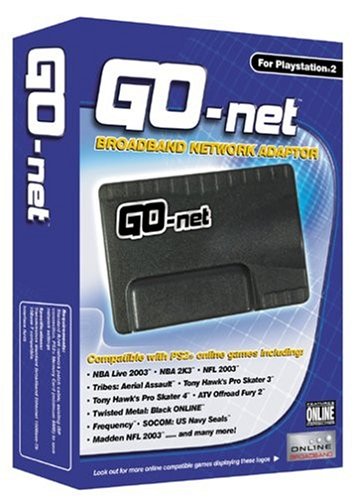 GO-net
For Playstation®2
GO-net™
BROADBAND NETWORK ADAPTOR
GO-net
Compatible with PS2® online games including:
• NBA Live 2003™ • NBA 2K3™ • NFL 2003™
• Tribes: Aerial Assault™ • Tony Hawk's Pro Skater 3™
• Tony Hawk's Pro Skater 4™ • ATV Offroad Fury 2™
• Twisted Metal: Black ONLINE™
• Frequency™ • SOCOM: US Navy Seals™
• Madden NFL 2003™ ..... and many more!
FEATURES
ONLINE
ONLINE
BROADBAND
Look out for more online compatible games displaying these logos ▶
Requirements: